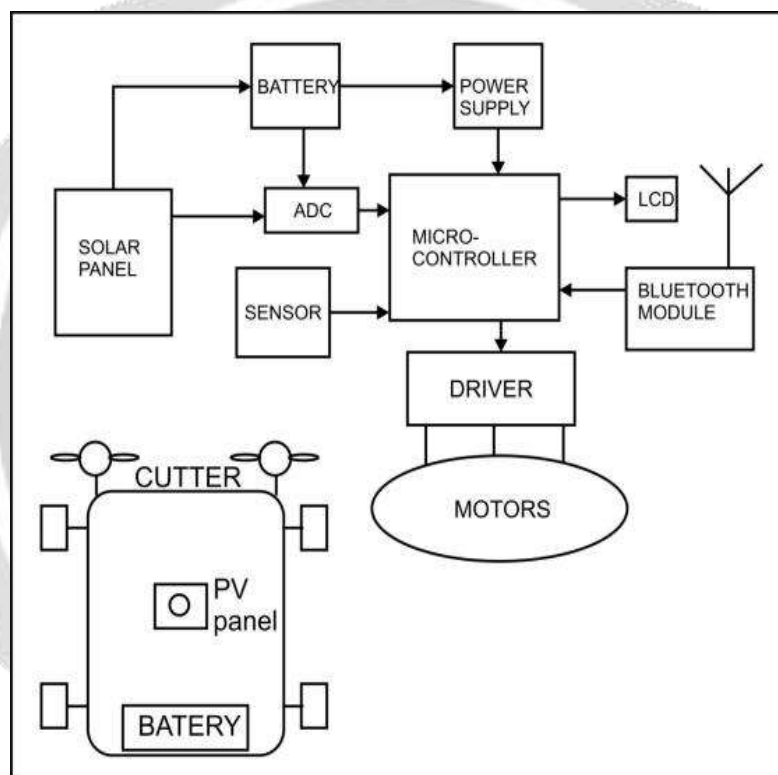 BATTERY
POWER
SUPPLY
SOLAR
PANEL
ADC
MICRO-
CONTROLLER
LCD
SENSOR
BLUETOOTH
MODULE
DRIVER
MOTORS
CUTTER
PV
panel
BATERY